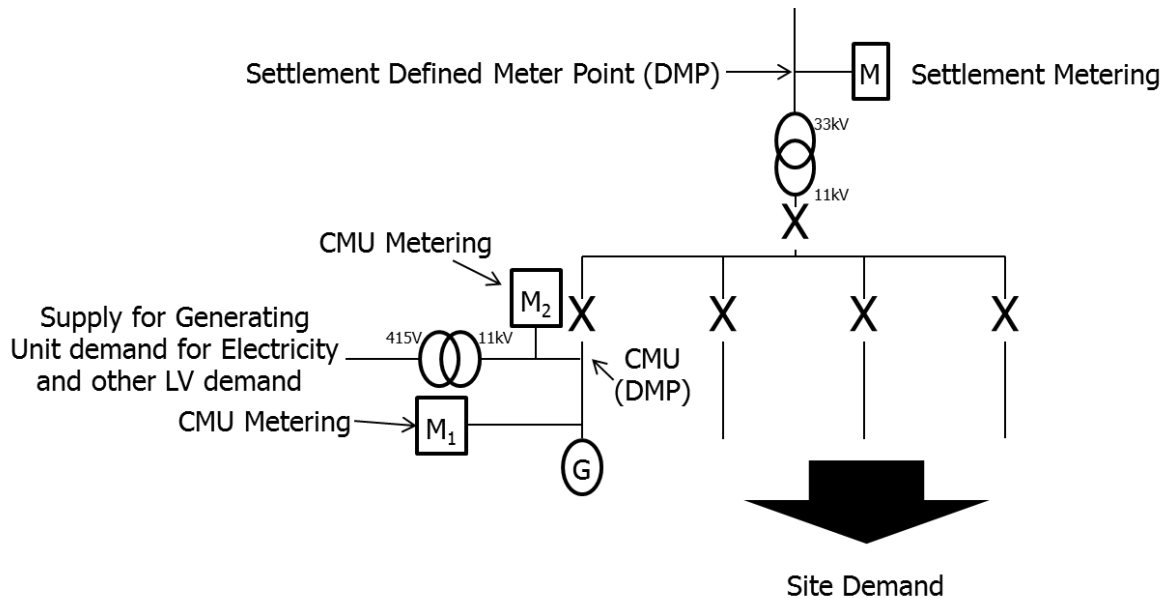 Settlement Defined Meter Point (DMP)
M
Settlement Metering
33kV
11kV
X
CMU Metering
M2
X
X
X
X
Supply for Generating
Unit demand for Electricity
and other LV demand
415V
11kV
CMU
(DMP)
CMU Metering
M1
G
Site Demand